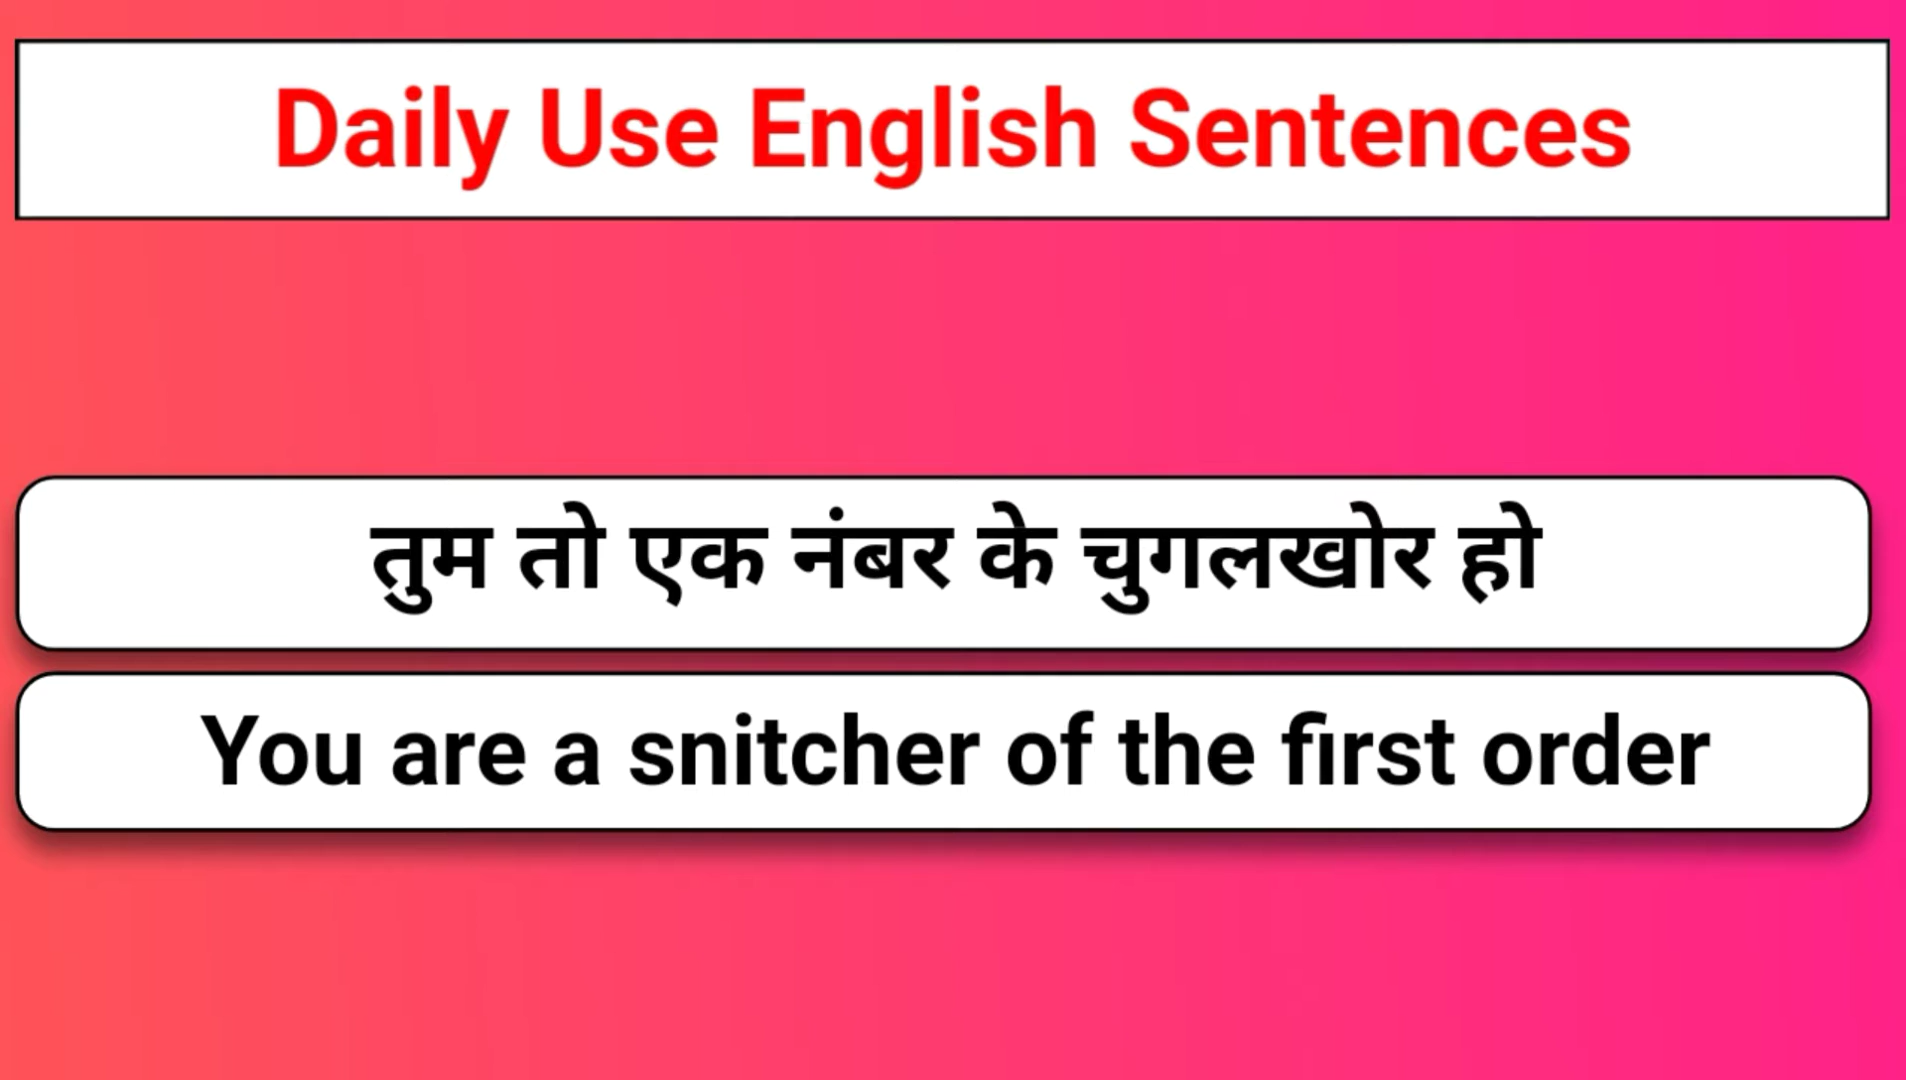 Daily Use English Sentences
तुम तो एक नंबर के चुगलखोर हो
You are a snitcher of the first order